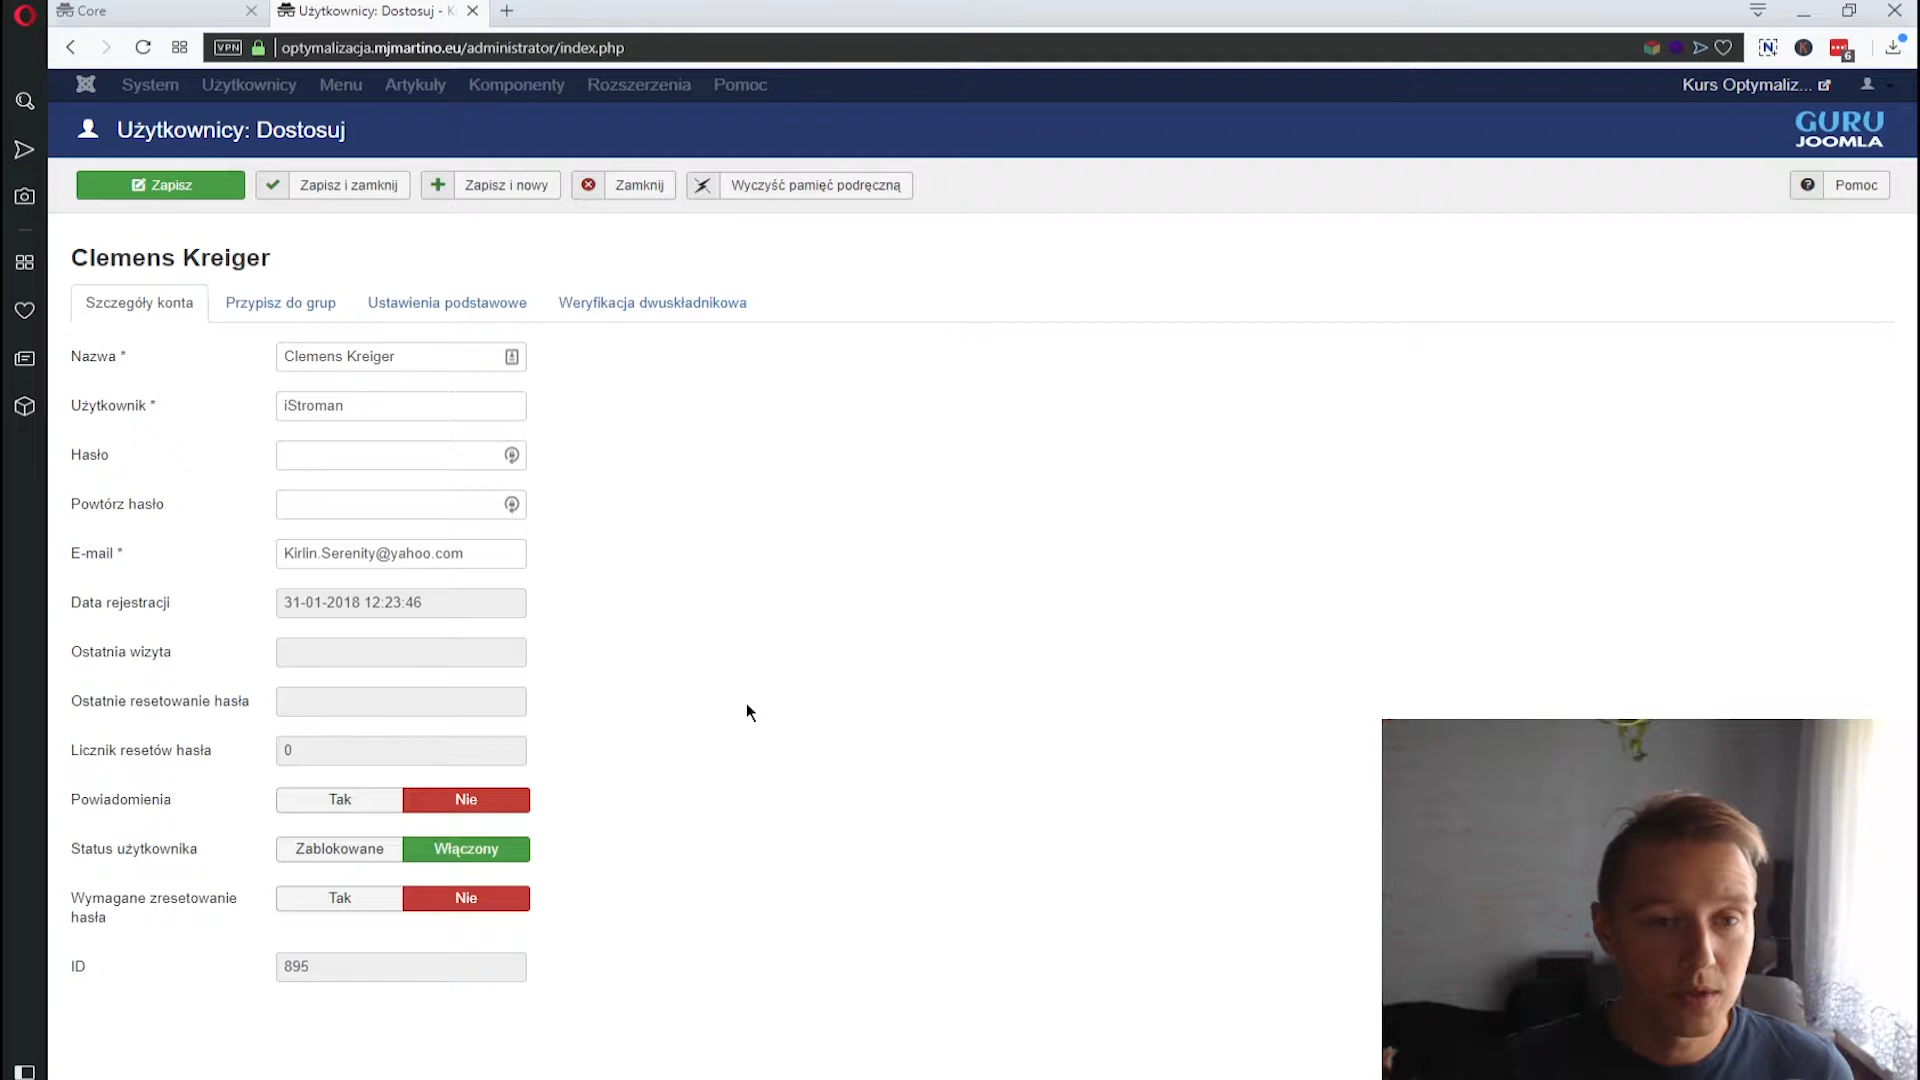 Core
Użytkownicy: Dostosuj - K
VPN
optymalizacja.mjmartino.eu/administrator/index.php
N
K
6
System Użytkownicy Menu Artykuły Komponenty Rozszerzenia Pomoc
Kurs Optymaliz...
Użytkownicy: Dostosuj
GURU
JOOMLA
Zapisz
Zapisz i zamknij
Zapisz i nowy
Zamknij
Wyczyść pamięć podręczną
Pomoc
Clemens Kreiger
Szczegóły konta
Przypisz do grup
Ustawienia podstawowe
Weryfikacja dwuskładnikowa
Nazwa *
Clemens Kreiger
Użytkownik *
iStroman
Hasło
Powtórz hasło
E-mail *
Kirlin.Serenity@yahoo.com
Data rejestracji
31-01-2018 12:23:46
Ostatnia wizyta
Ostatnie resetowanie hasła
Licznik resetów hasła
0
Powiadomienia
Tak Nie
Status użytkownika
Zablokowane Włączony
Wymagane zresetowanie
hasła
Tak Nie
ID
895